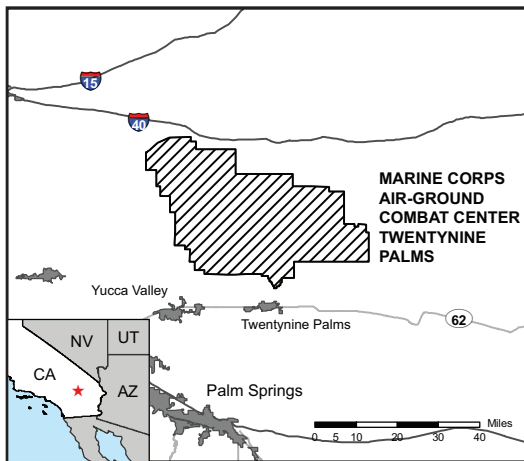 15
40
MARINE CORPS
AIR-GROUND
COMBAT CENTER
TWENTYNINE
PALMS
Yucca Valley
Twentynine Palms
62
NV
UT
CA
AZ
Palm Springs
Miles
0 5 10 20 30 40